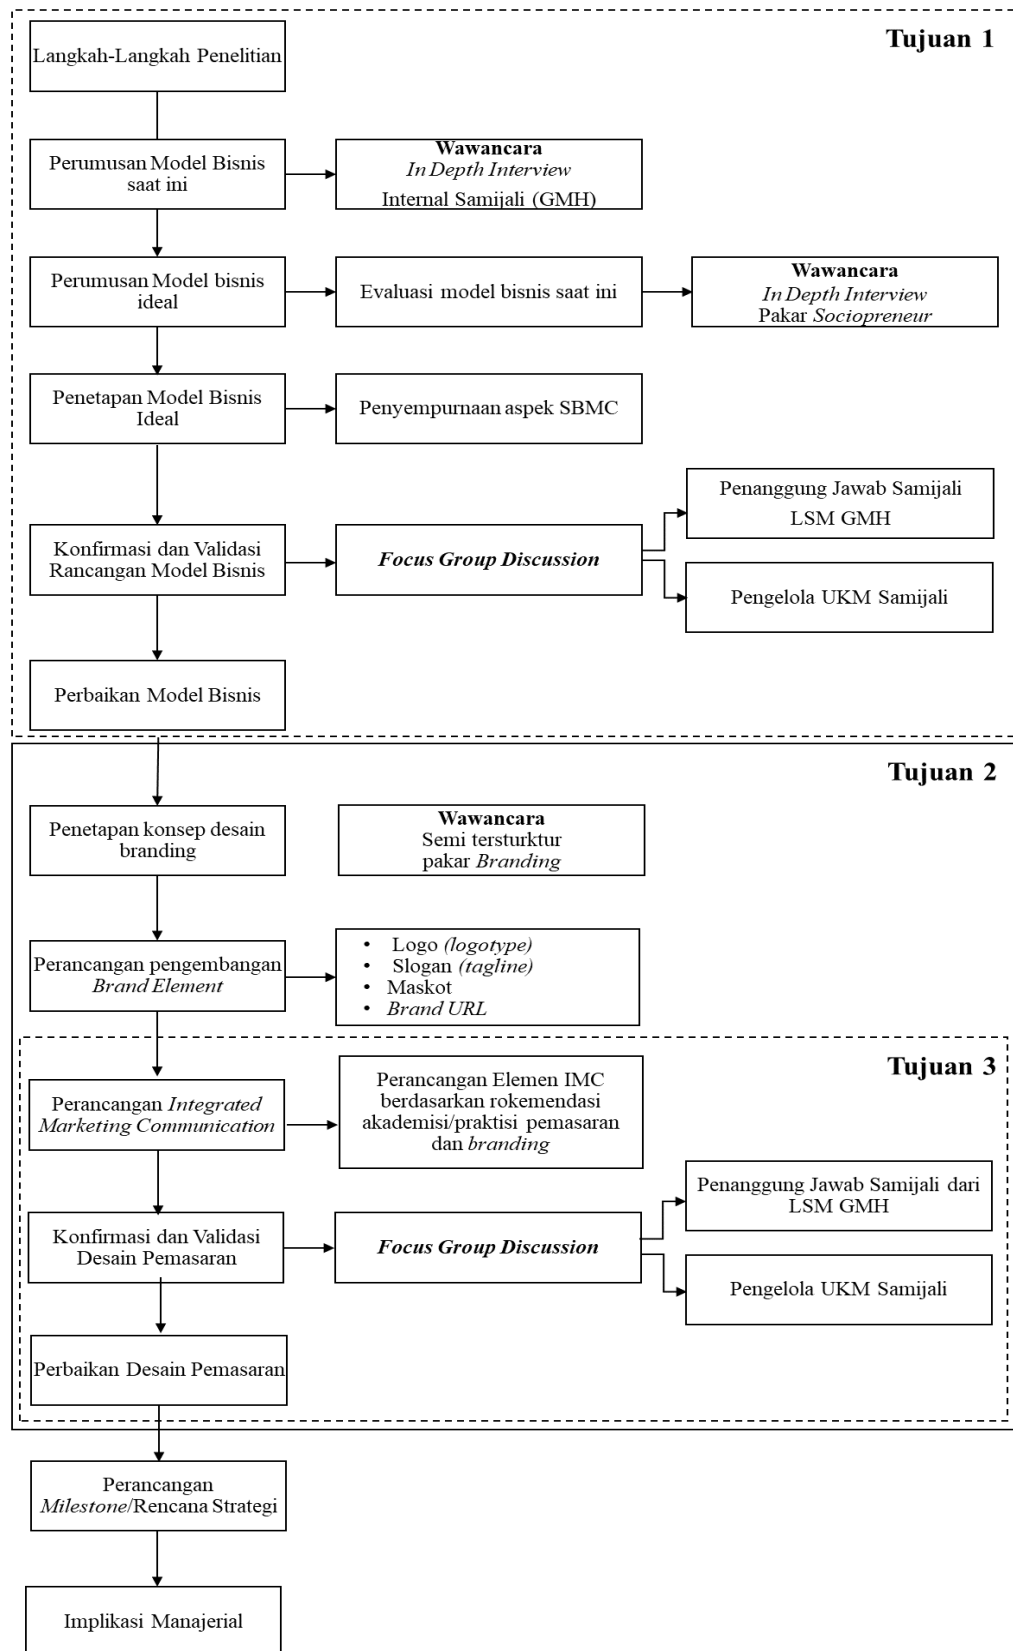 Tujuan 1
Langkah-Langkah Penelitian
Perumusan Model Bisnis
saat ini
Wawancara
In Depth Interview
Internal Samijali (GMH)
Perumusan Model bisnis
ideal
Evaluasi model bisnis saat ini
Wawancara
In Depth Interview
Pakar Sociopreneur
Penetapan Model Bisnis
Ideal
Penyempurnaan aspek SBMC
Konfirmasi dan Validasi
Rancangan Model Bisnis
Focus Group Discussion
Penanggung Jawab Samijali
LSM GMH
Pengelola UKM Samijali
Perbaikan Model Bisnis
Tujuan 2
Penetapan konsep desain
branding
Wawancara
Semi tersturktur
pakar Branding
Perancangan pengembangan
Brand Element
• Logo (logotype)
• Slogan (tagline)
• Maskot
• Brand URL
Tujuan 3
Perancangan Integrated
Marketing Communication
Perancangan Elemen IMC
berdasarkan rokemendasi
akademisi/praktisi pemasaran
dan branding
Konfirmasi dan Validasi
Desain Pemasaran
Focus Group Discussion
Penanggung Jawab Samijali dari
LSM GMH
Pengelola UKM Samijali
Perbaikan Desain Pemasaran
Perancangan
Milestone/Rencana Strategi
Implikasi Manajerial